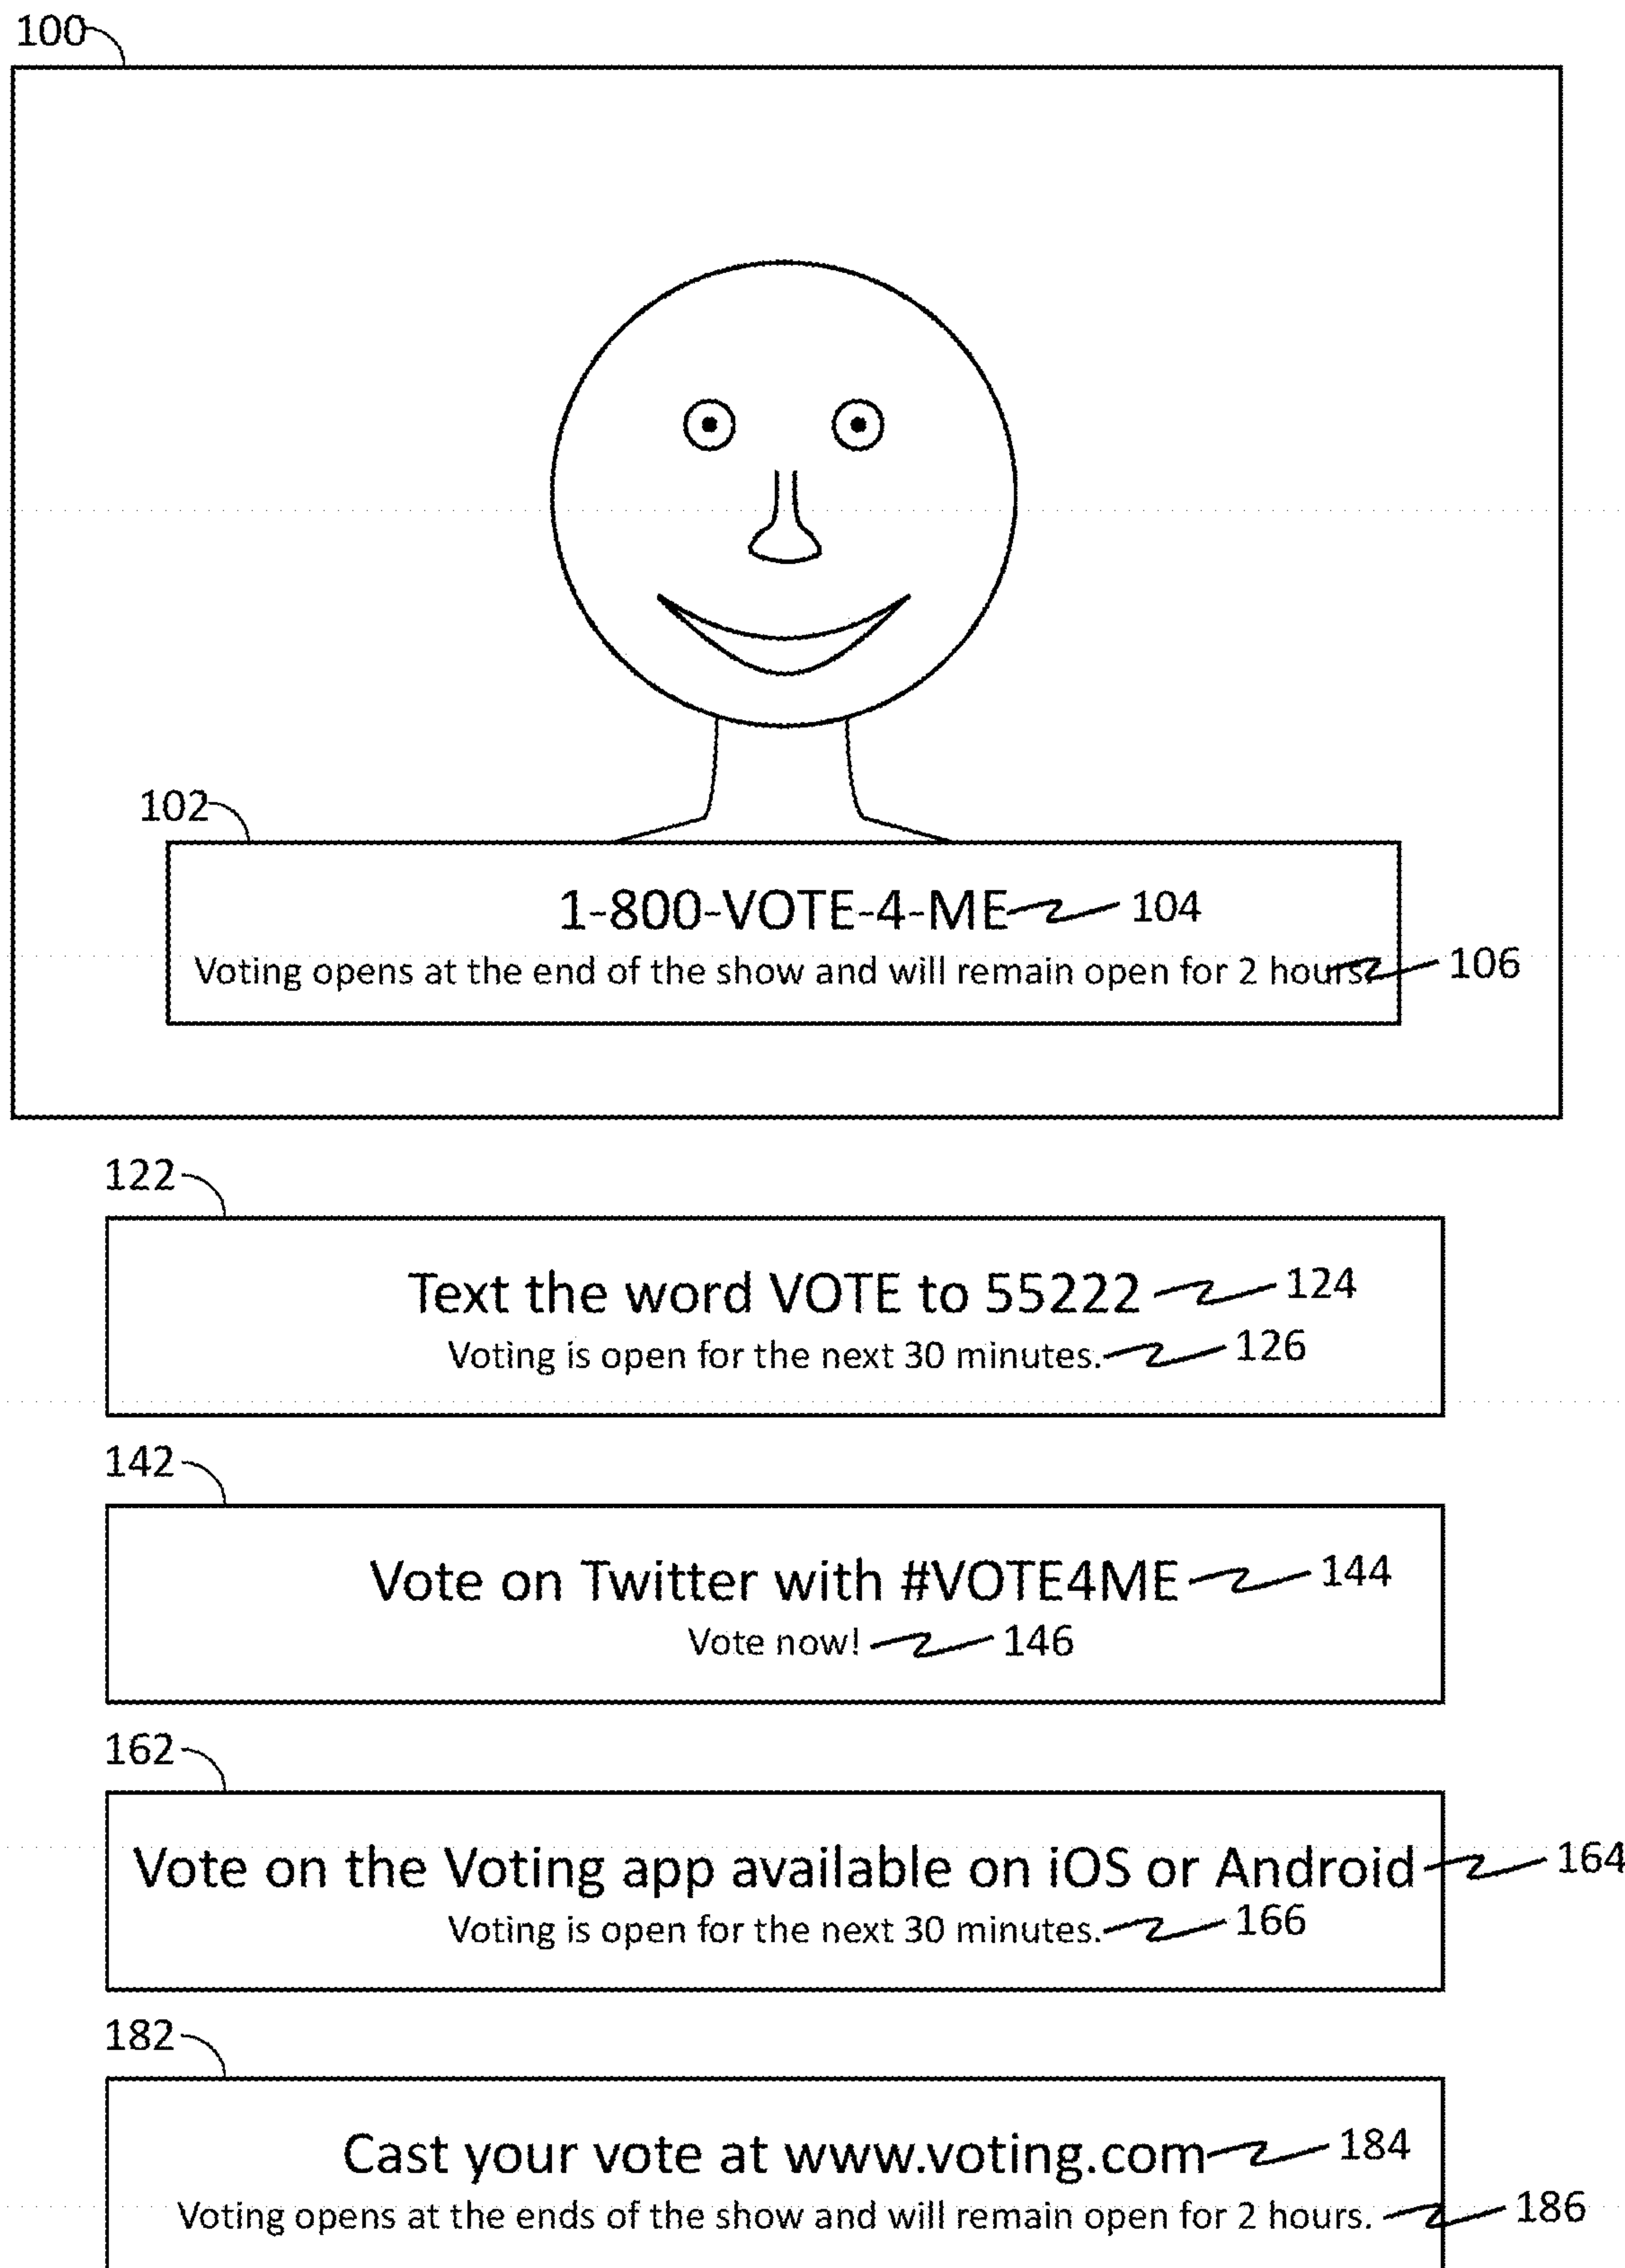 100
102
1-800-VOTE-4-ME 104
Voting opens at the end of the show and will remain open for 2 hours. 106
122
Text the word VOTE to 55222 124
Voting is open for the next 30 minutes. 126
142
Vote on Twitter with #VOTE4ME 144
Vote now! 146
162
Vote on the Voting app available on iOS or Android 164
Voting is open for the next 30 minutes. 166
182
Cast your vote at www.voting.com 184
Voting opens at the ends of the show and will remain open for 2 hours. 186